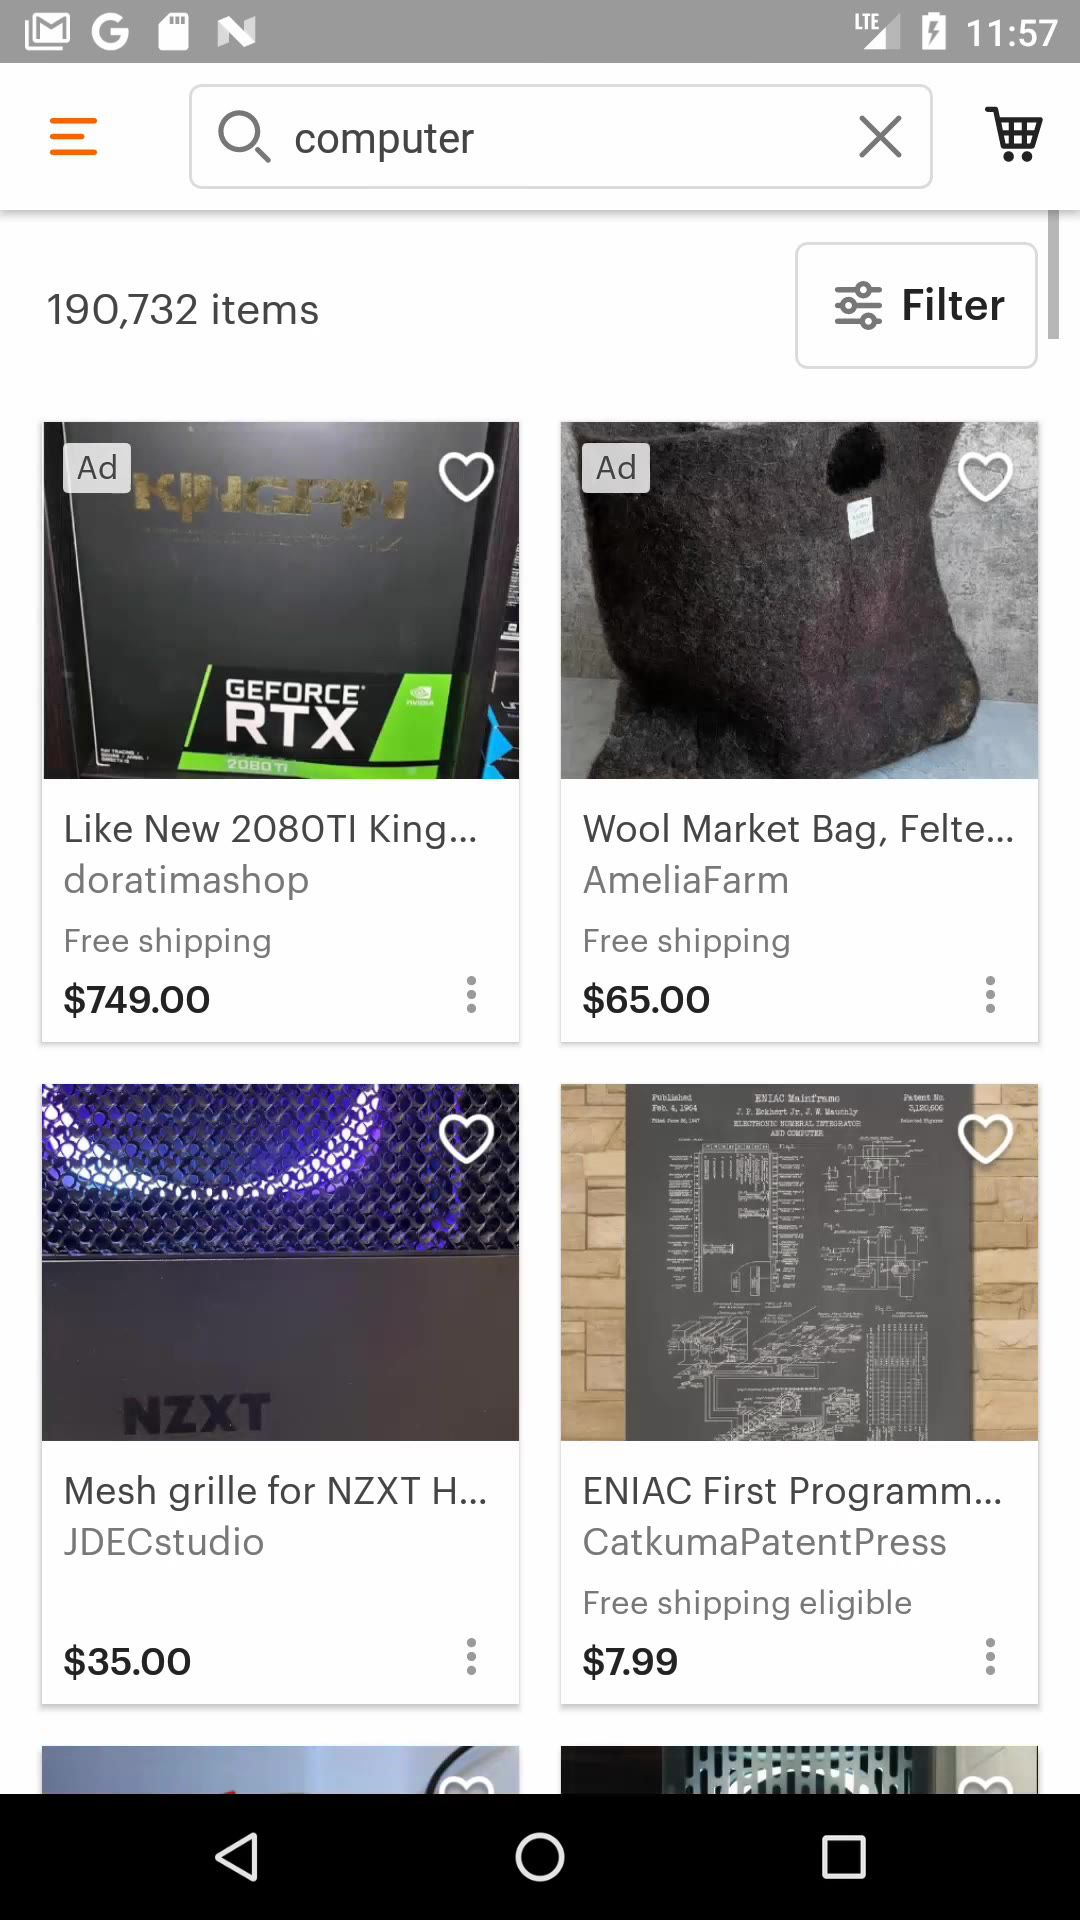 LTE 11:57
computer
190,732 items
Filter
Ad
KINGPIN
GEFORCE
RTX
2080 Ti
NVIDIA
Ad
Like New 2080TI King...
doratimashop
Free shipping
$749.00
Wool Market Bag, Felte...
AmeliaFarm
Free shipping
$65.00
NZXT
Published
Feb. 4, 1964
ENIAC Mainframe
J. P. Eckhert Jr, J. W. Mauchly
ELECTRONIC NUMERAL INTEGRATOR
AND COMPUTER
Patent No.
3,120,606
Mesh grille for NZXT H...
JDECstudio
$35.00
ENIAC First Programm...
CatkumaPatentPress
Free shipping eligible
$7.99